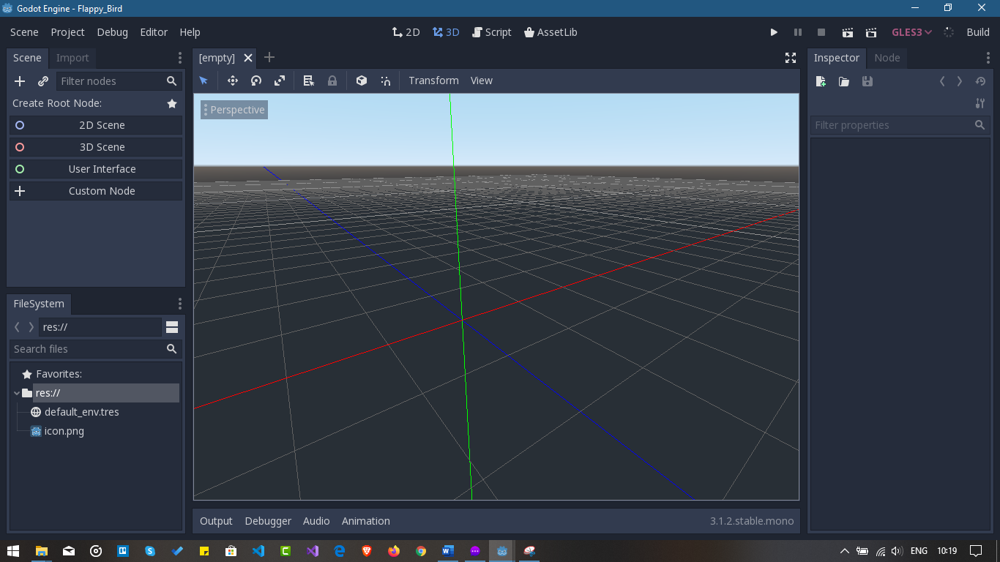 Godot Engine - Flappy_Bird
Scene Project Debug Editor Help
2D 3D Script AssetLib
GLES3 Build
Scene Import
Filter nodes
Create Root Node:
2D Scene
3D Scene
User Interface
Custom Node
FileSystem
res://
Search files
Favorites:
res://
default_env.tres
icon.png
[empty]
Transform View
Perspective
Output Debugger Audio Animation 3.1.2.stable.mono
Inspector Node
Filter properties
ENG 10:19